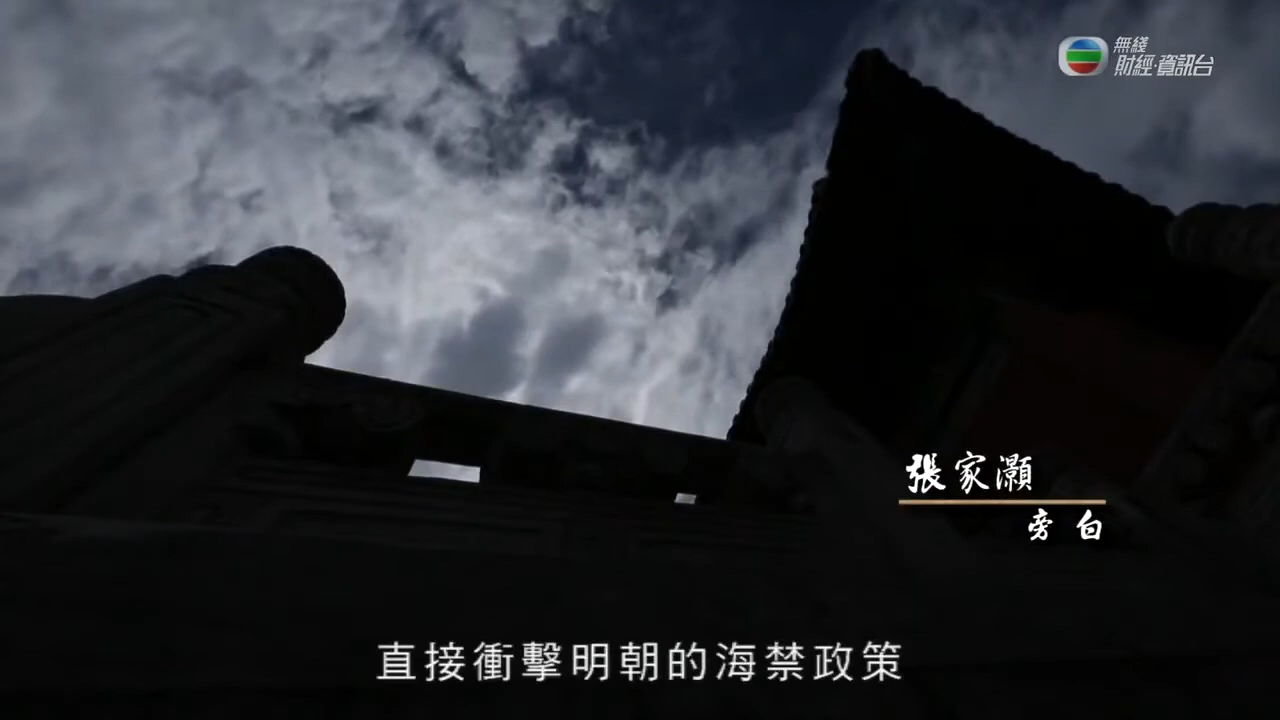 無綫
財經·資訊台
張家灝
旁白
直接衝擊明朝的海禁政策